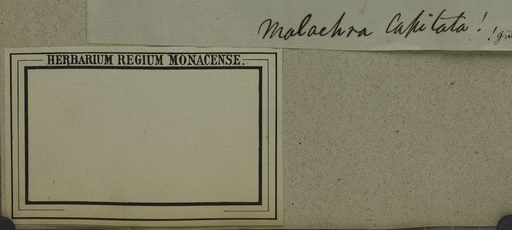 Malachra Capitata!
HERBARIUM REGIUM MONACENSE.